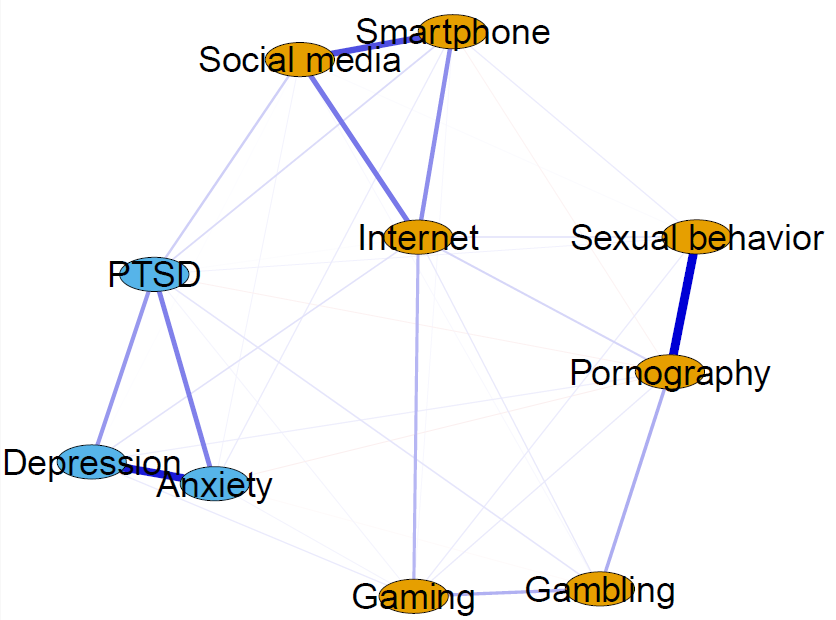 Smartphone
Social media
Internet
Sexual behavior
PTSD
Pornography
Depression
Anxiety
Gambling
Gaming